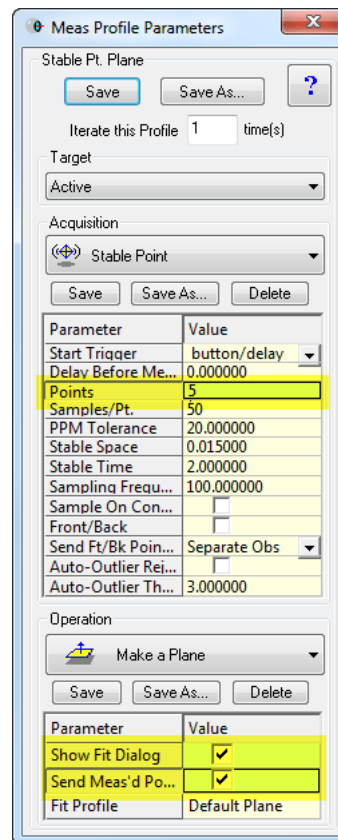 Meas Profile Parameters
Stable Pt. Plane
Save Save As... ?
Iterate this Profile 1 time(s)
Target
Active
Acquisition
Stable Point
Save Save As... Delete
Parameter Value
Start Trigger button/delay
Delay Before Me... 0.000000
Points 5
Samples/Pt. 50
PPM Tolerance 20.000000
Stable Space 0.015000
Stable Time 2.000000
Sampling Frequ... 100.000000
Sample On Con...
Front/Back
Send Ft/Bk Poin... Separate Obs
Auto-Outlier Rej...
Auto-Outlier Th... 3.000000
Operation
Make a Plane
Save Save As... Delete
Parameter Value
Show Fit Dialog
Send Meas'd Po...
Fit Profile Default Plane